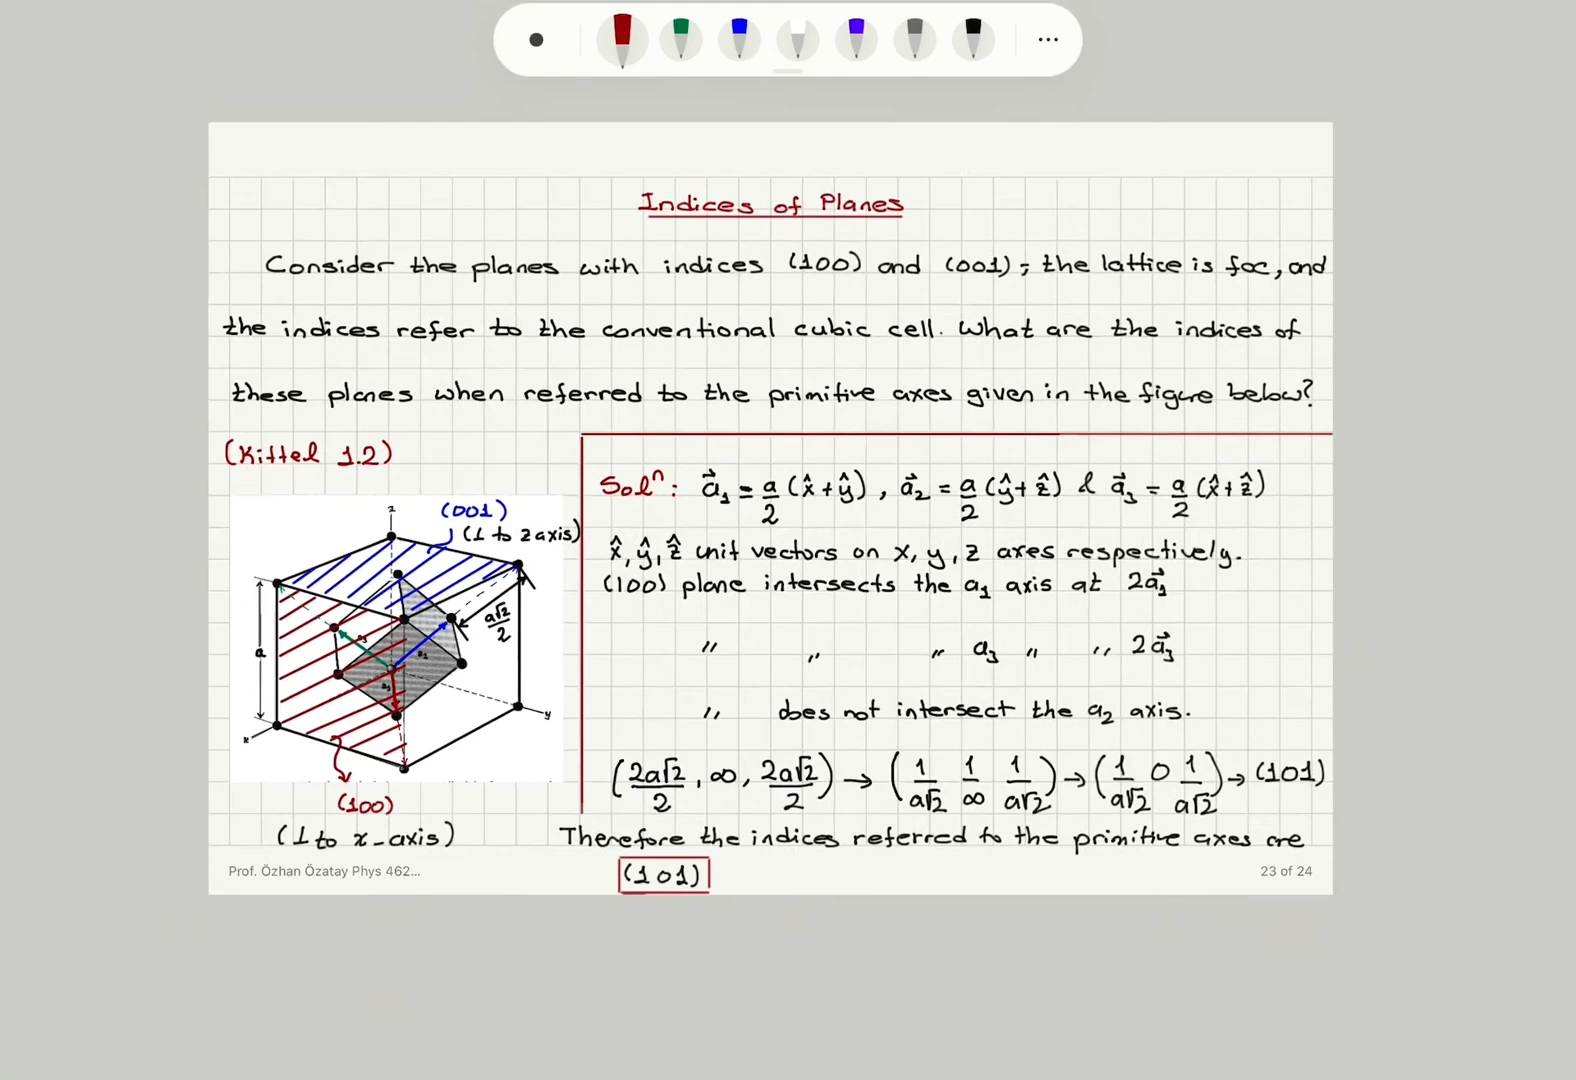 Indices of Planes
Consider the planes with indices (100) and (001); the lattice is fcc, and
the indices refer to the conventional cubic cell. What are the indices of
these planes when referred to the primitive axes given in the figure below?
(Kittel 1.2)
z
(001)
(⊥ to z axis)
a√2/2
a
a₃
a₂
a₁
x
y
(100)
(⊥ to x-axis)
Solⁿ: a⃗₁ = a/2 (x̂+ŷ), a⃗₂ = a/2 (ŷ+ẑ) & a⃗₃ = a/2 (x̂+ẑ)
x̂, ŷ, ẑ unit vectors on x, y, z axes respectively.
(100) plane intersects the a₁ axis at 2a⃗₁
" " " a₃ " " 2a⃗₃
" does not intersect the a₂ axis.
(2a√2/2, ∞, 2a√2/2) → (1/a√2 1/∞ 1/a√2) → (1/a√2 0 1/a√2) → (101)
Therefore the indices referred to the primitive axes are
(101)
Prof. Özhan Özatay Phys 462...
23 of 24